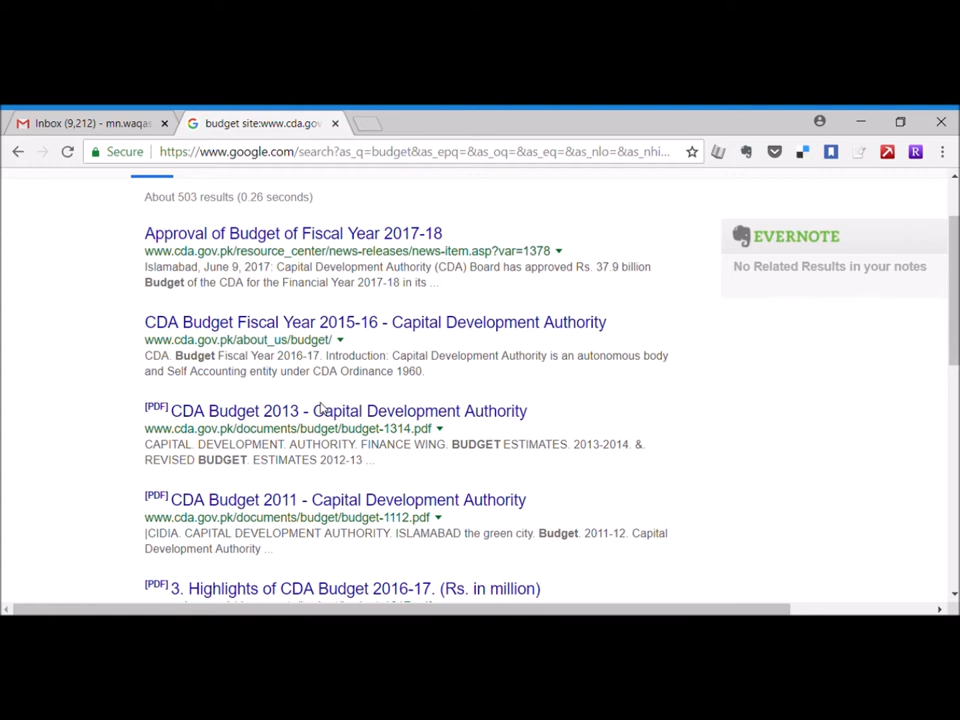 Inbox (9,212) - mn.waqas
budget site:www.cda.gov
Secure
https://www.google.com/search?as_q=budget&as_epq=&as_oq=&as_eq=&as_nlo=&as_nhi...
About 503 results (0.26 seconds)
Approval of Budget of Fiscal Year 2017-18
www.cda.gov.pk/resource_center/news-releases/news-item.asp?var=1378
Islamabad, June 9, 2017: Capital Development Authority (CDA) Board has approved Rs. 37.9 billion
Budget of the CDA for the Financial Year 2017-18 in its ...
EVERNOTE
No Related Results in your notes
CDA Budget Fiscal Year 2015-16 - Capital Development Authority
www.cda.gov.pk/about_us/budget/
CDA. Budget Fiscal Year 2016-17. Introduction: Capital Development Authority is an autonomous body
and Self Accounting entity under CDA Ordinance 1960.
[PDF] CDA Budget 2013 - Capital Development Authority
www.cda.gov.pk/documents/budget/budget-1314.pdf
CAPITAL. DEVELOPMENT. AUTHORITY. FINANCE WING. BUDGET ESTIMATES. 2013-2014. &.
REVISED BUDGET. ESTIMATES 2012-13 ...
[PDF] CDA Budget 2011 - Capital Development Authority
www.cda.gov.pk/documents/budget/budget-1112.pdf
|CIDIA. CAPITAL DEVELOPMENT AUTHORITY. ISLAMABAD the green city. Budget. 2011-12. Capital
Development Authority ...
[PDF] 3. Highlights of CDA Budget 2016-17. (Rs. in million)